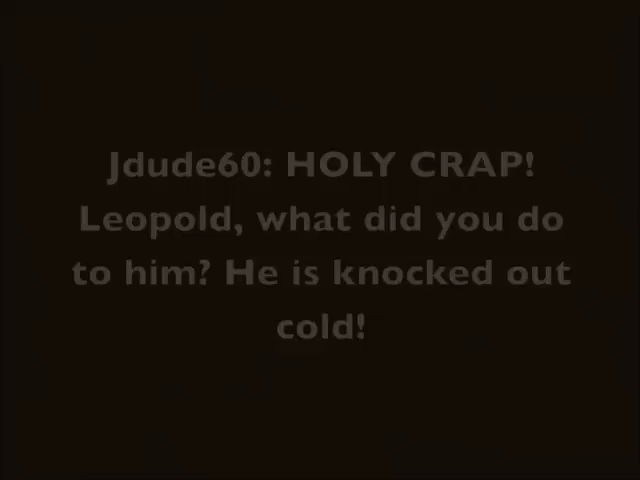 Jdude60: HOLY CRAP!
Leopold, what did you do
to him? He is knocked out
cold!